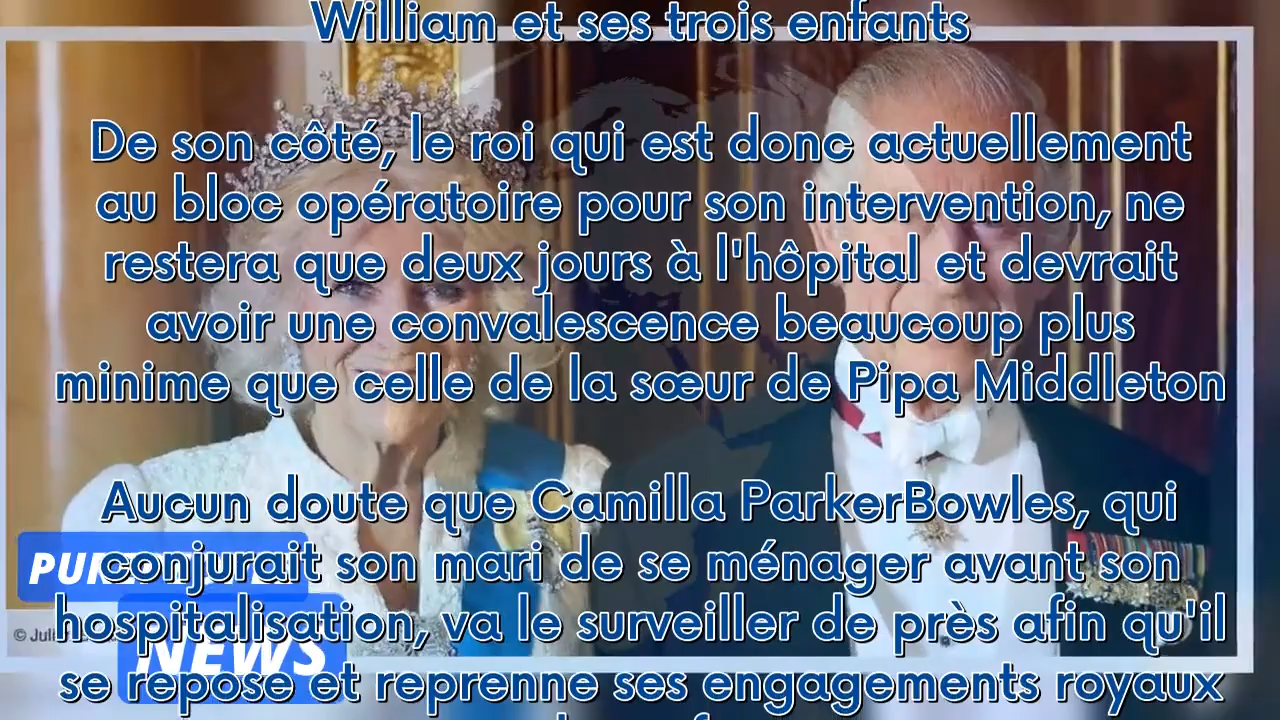 William et ses trois enfants
De son côté, le roi qui est donc actuellement
au bloc opératoire pour son intervention, ne
restera que deux jours à l'hôpital et devrait
avoir une convalescence beaucoup plus
minime que celle de la sœur de Pipa Middleton
Aucun doute que Camilla ParkerBowles, qui
conjurait son mari de se ménager avant son
hospitalisation, va le surveiller de près afin qu'il
se repose et reprenne ses engagements royaux
NEWS
© Juli